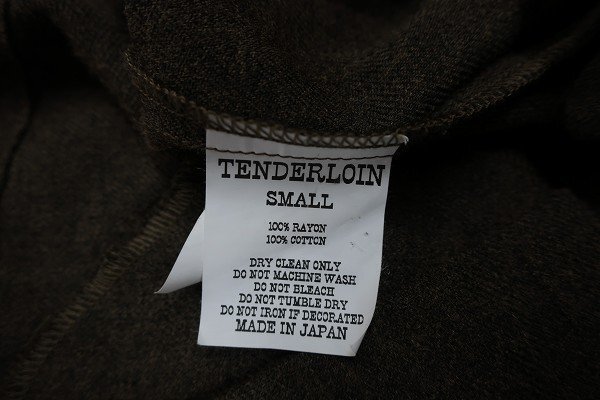 TENDERLOIN
SMALL
100% RAYON
100% COTTON
DRY CLEAN ONLY
DO NOT MACHINE WASH
DO NOT BLEACH
DO NOT TUMBLE DRY
DO NOT IRON IF DECORATED
MADE IN JAPAN